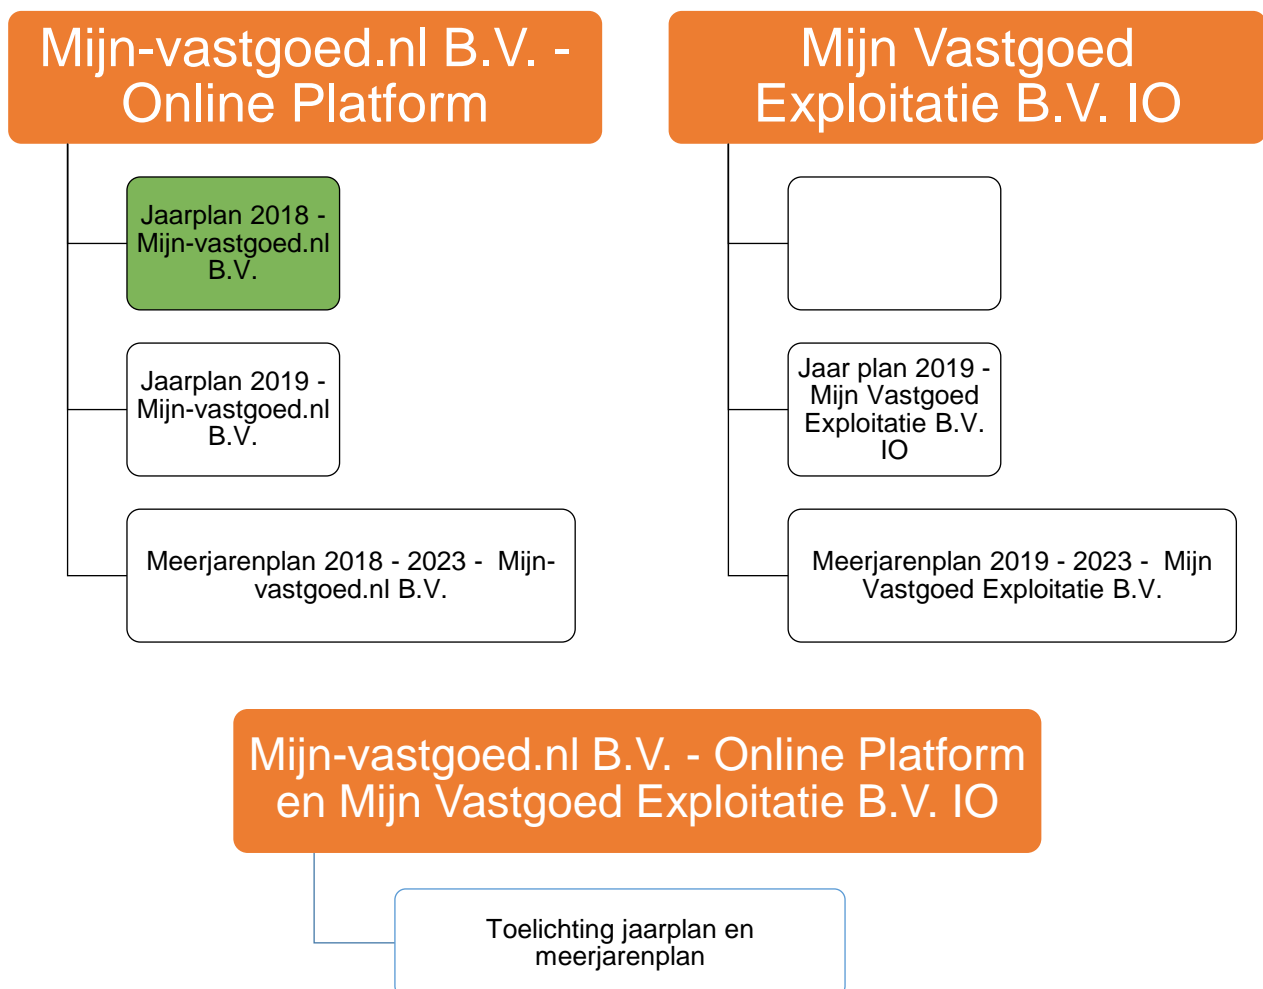 Mijn-vastgoed.nl B.V. -
Online Platform
Jaarplan 2018 -
Mijn-vastgoed.nl
B.V.
Jaarplan 2019 -
Mijn-vastgoed.nl
B.V.
Meerjarenplan 2018 - 2023 -  Mijn-
vastgoed.nl B.V.
Mijn Vastgoed
Exploitatie B.V. IO
Jaar plan 2019 -
Mijn Vastgoed
Exploitatie B.V.
IO
Meerjarenplan 2019 - 2023 -  Mijn
Vastgoed Exploitatie B.V.
Mijn-vastgoed.nl B.V. - Online Platform
en Mijn Vastgoed Exploitatie B.V. IO
Toelichting jaarplan en
meerjarenplan